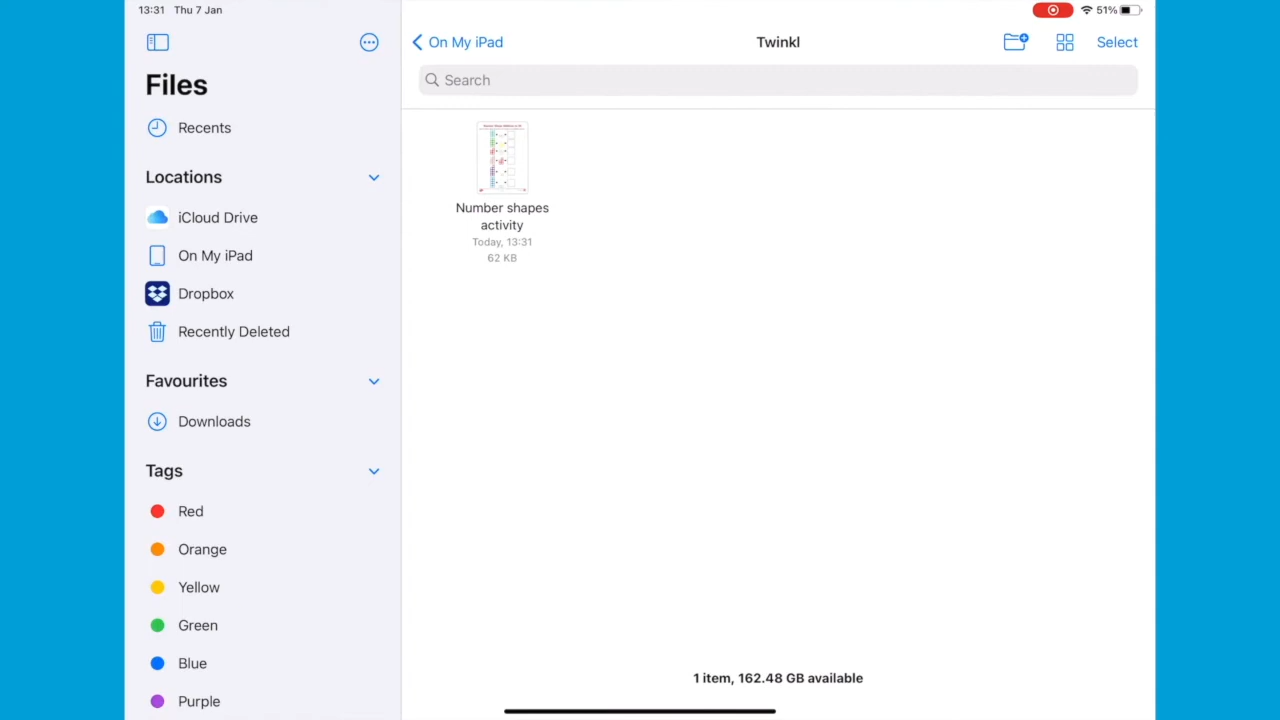 13:31 Thu 7 Jan
51%
Files
Recents
Locations
iCloud Drive
On My iPad
Dropbox
Recently Deleted
Favourites
Downloads
Tags
Red
Orange
Yellow
Green
Blue
Purple
On My iPad
Twinkl
Select
Search
Number shapes
activity
Today, 13:31
62 KB
1 item, 162.48 GB available